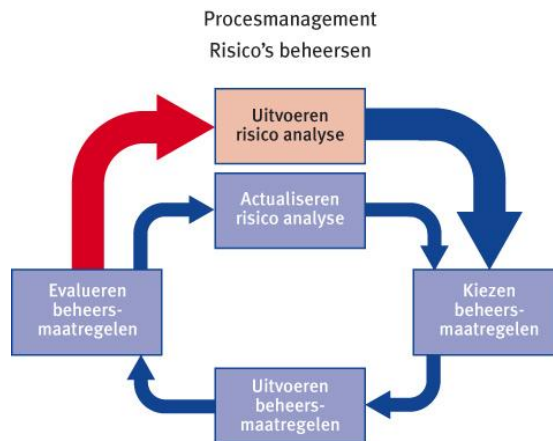 Procesmanagement
Risico's beheersen
Uitvoeren
risico analyse
Actualiseren
risico analyse
Evalueren
beheers-
maatregelen
Kiezen
beheers-
maatregelen
Uitvoeren
beheers-
maatregelen